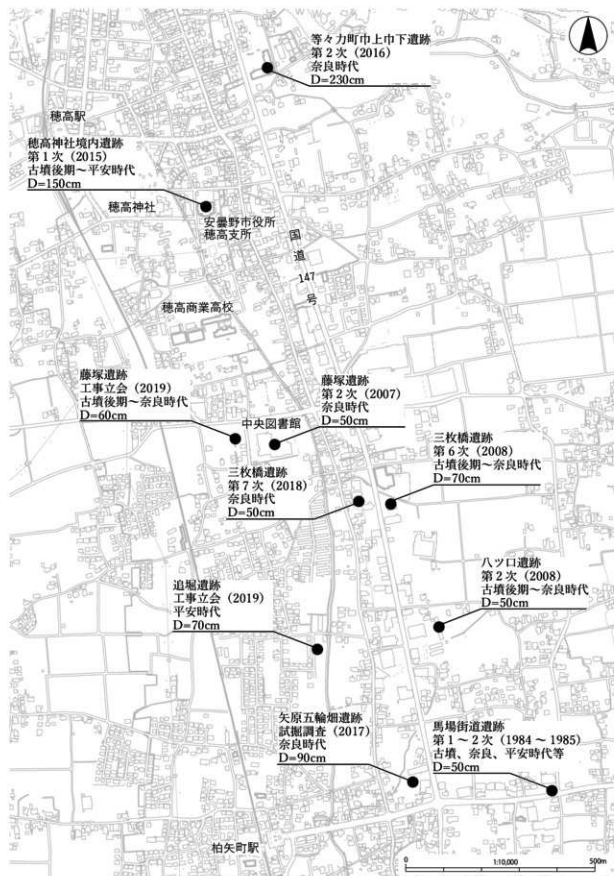 等々力町巾上巾下遺跡
第2次（2016）
奈良時代
D=230cm
穂高駅
穂高神社境内遺跡
第1次（2015）
古墳後期〜平安時代
D=150cm
穂高神社
安曇野市役所
穂高支所
国道147号
穂高商業高校
藤塚遺跡
工事立会（2019）
古墳後期〜奈良時代
D=60cm
藤塚遺跡
第2次（2007）
奈良時代
D=50cm
中央図書館
三枚橋遺跡
第7次（2018）
奈良時代
D=50cm
三枚橋遺跡
第6次（2008）
古墳後期〜奈良時代
D=70cm
八ツ口遺跡
第2次（2008）
古墳後期〜奈良時代
D=50cm
追堀遺跡
工事立会（2019）
平安時代
D=70cm
矢原五輪畑遺跡
試掘調査（2017）
奈良時代
D=90cm
馬場街道遺跡
第1〜2次（1984〜1985）
古墳、奈良、平安時代等
D=50cm
柏矢町駅
0 1:10,000 500m